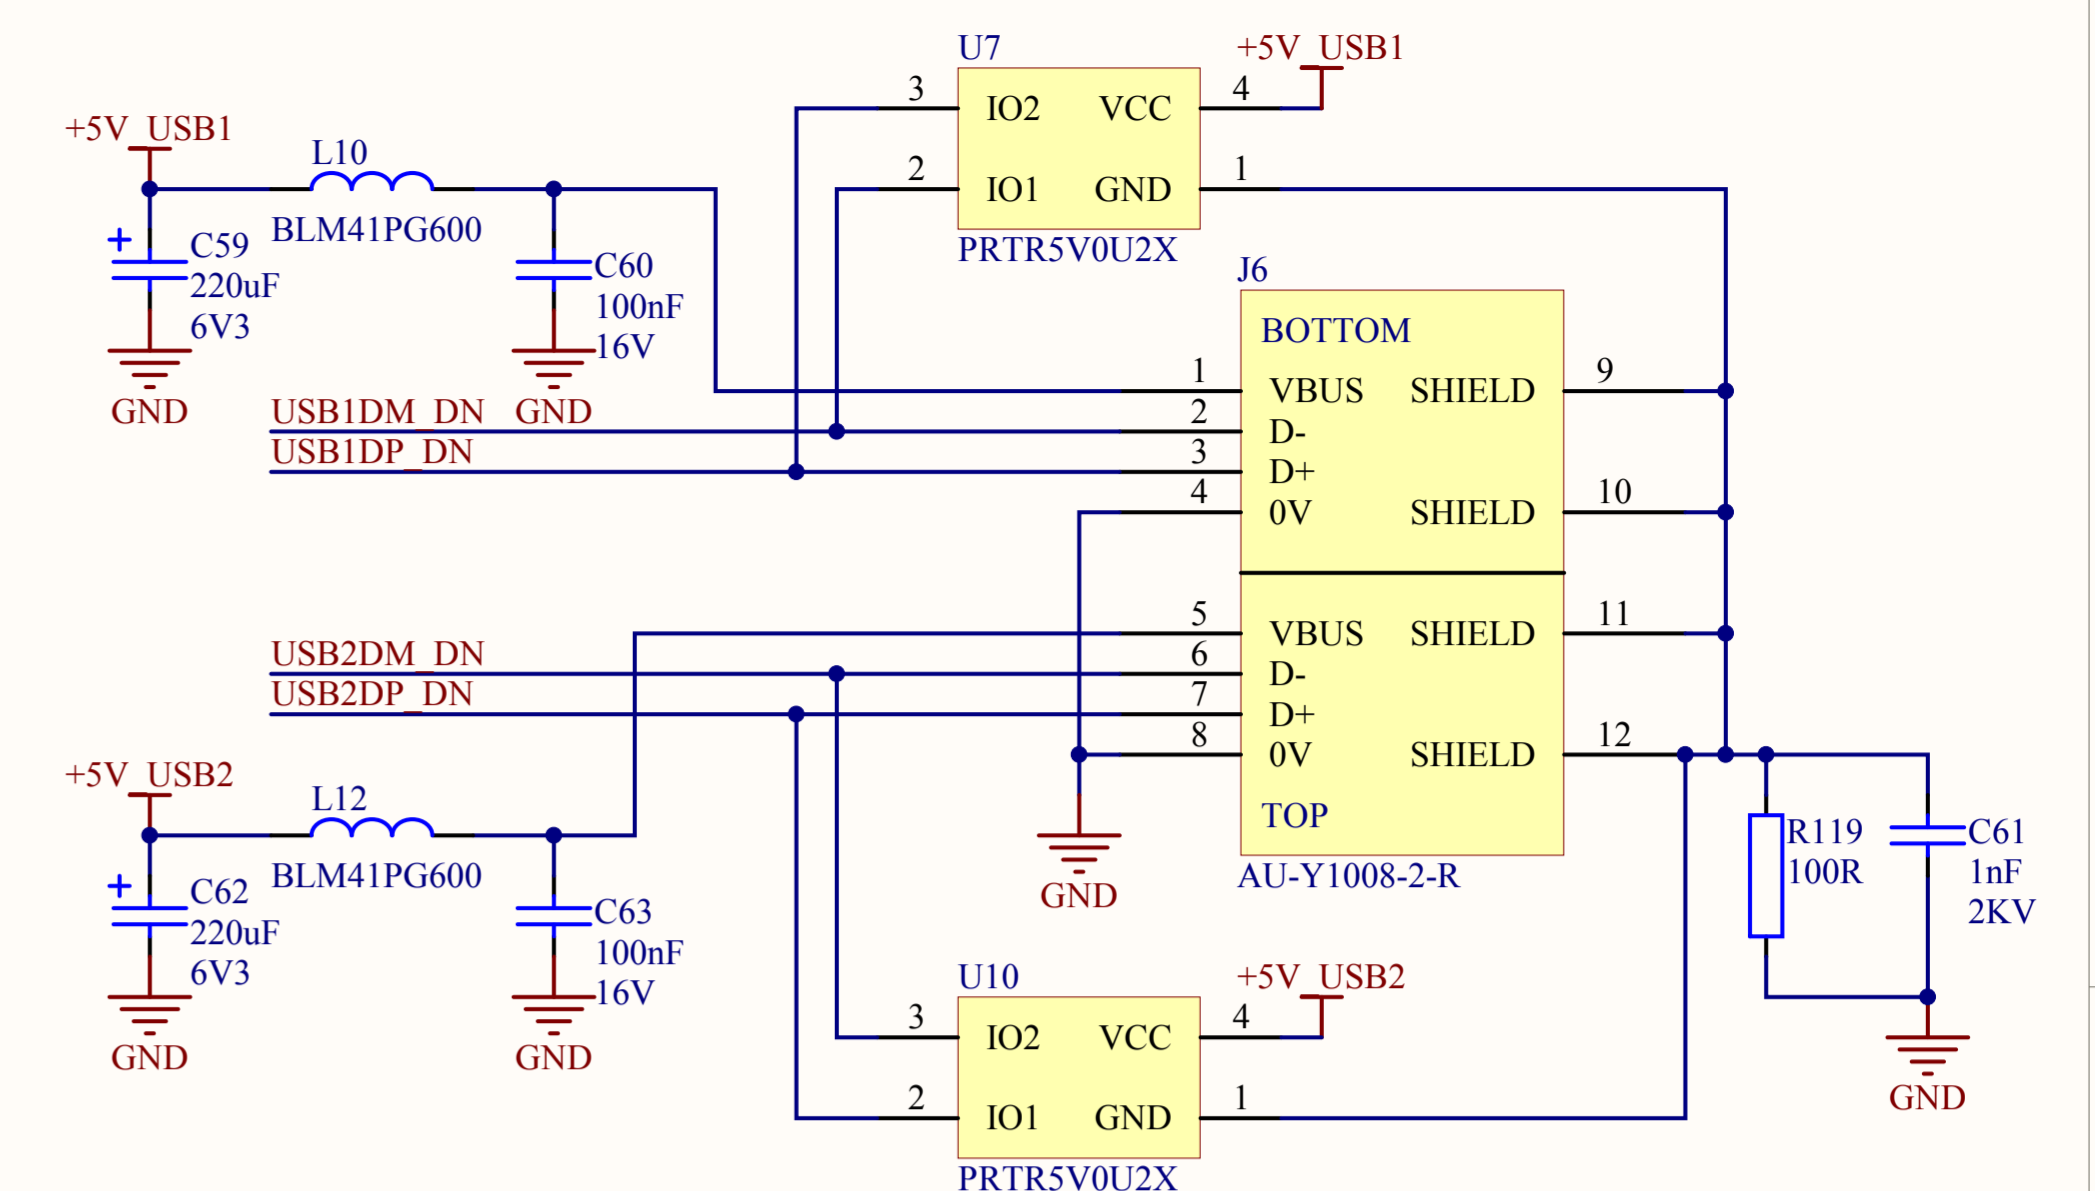 U7
+5V_USB1
3
IO2
VCC
4
2
IO1
GND
1
PRTR5V0U2X
+5V_USB1
L10
BLM41PG600
+
C59
220uF
6V3
GND
C60
100nF
16V
GND
J6
BOTTOM
1
VBUS
SHIELD
9
USB1DM_DN
2
D-
USB1DP_DN
3
D+
4
0V
SHIELD
10
5
VBUS
SHIELD
11
USB2DM_DN
6
D-
USB2DP_DN
7
D+
8
0V
SHIELD
12
TOP
AU-Y1008-2-R
GND
+5V_USB2
L12
BLM41PG600
+
C62
220uF
6V3
GND
C63
100nF
16V
GND
R119
100R
C61
1nF
2KV
GND
U10
+5V_USB2
3
IO2
VCC
4
2
IO1
GND
1
PRTR5V0U2X